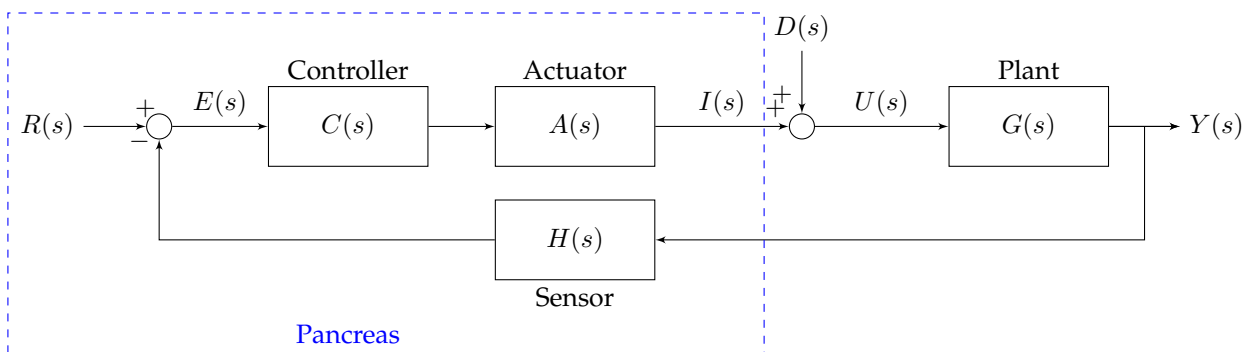 D(s)
Controller
Actuator
Plant
R(s)
+
−
E(s)
C(s)
A(s)
I(s)
+
+
U(s)
G(s)
Y(s)
H(s)
Sensor
Pancreas